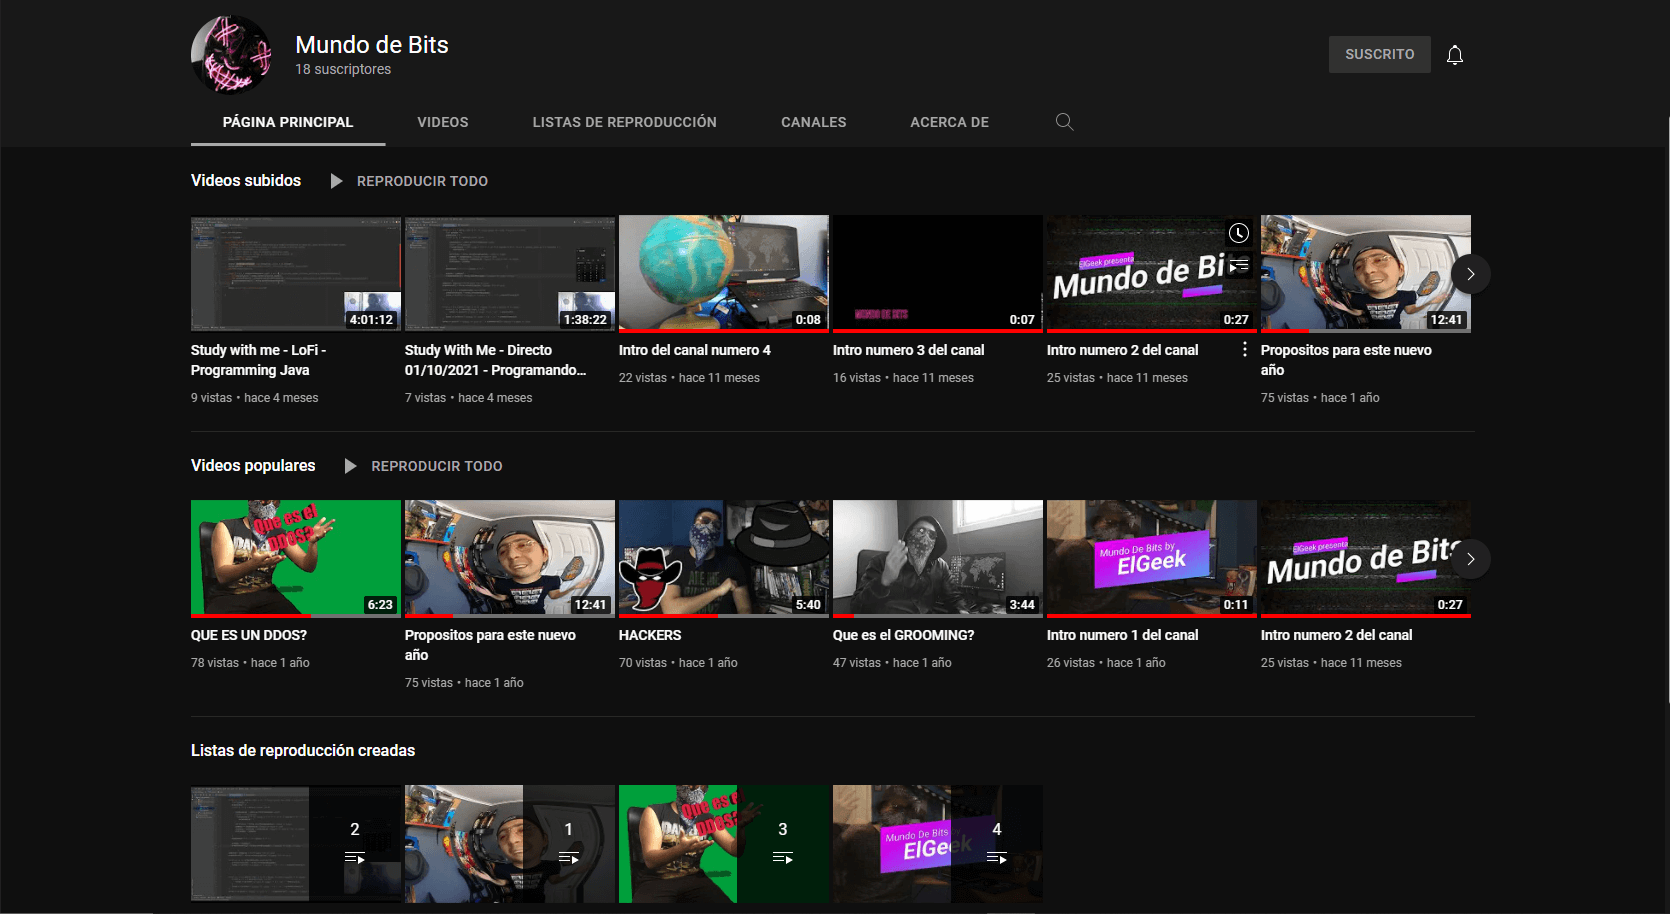 Mundo de Bits
18 suscriptores
SUSCRITO
PÁGINA PRINCIPAL
VIDEOS
LISTAS DE REPRODUCCIÓN
CANALES
ACERCA DE
Videos subidos
REPRODUCIR TODO
4:01:12
Study with me - LoFi -
Programming Java
9 vistas • hace 4 meses
1:38:22
Study With Me - Directo
01/10/2021 - Programando...
7 vistas • hace 4 meses
0:08
Intro del canal numero 4
22 vistas • hace 11 meses
MUNDO DE BITS
0:07
Intro numero 3 del canal
16 vistas • hace 11 meses
ElGeek presenta
Mundo de Bi
0:27
Intro numero 2 del canal
25 vistas • hace 11 meses
12:41
Propositos para este nuevo
año
75 vistas • hace 1 año
Videos populares
REPRODUCIR TODO
Que es el
DDOS?
6:23
QUE ES UN DDOS?
78 vistas • hace 1 año
12:41
Propositos para este nuevo
año
75 vistas • hace 1 año
5:40
HACKERS
70 vistas • hace 1 año
3:44
Que es el GROOMING?
47 vistas • hace 1 año
Mundo De Bits by
ElGeek
0:11
Intro numero 1 del canal
26 vistas • hace 1 año
ElGeek presenta
Mundo de Bits
0:27
Intro numero 2 del canal
25 vistas • hace 11 meses
Listas de reproducción creadas
2
1
Que es e
DDOS?
3
Mundo De Bits by
ElGeek
4